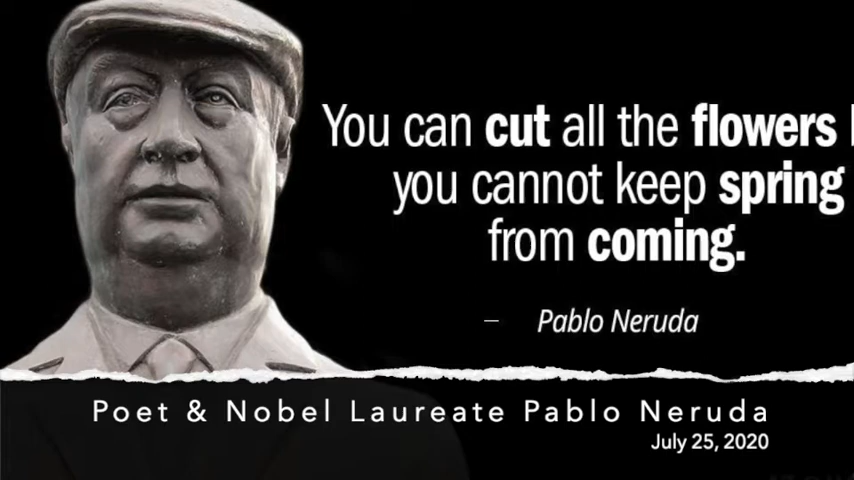 You can cut all the flowers
you cannot keep spring
from coming.
– Pablo Neruda
Poet & Nobel Laureate Pablo Neruda
July 25, 2020